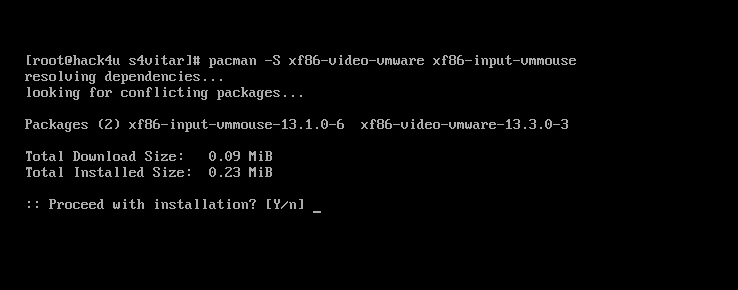 [root@hack4u s4vitar]# pacman -S xf86-video-vmware xf86-input-vmmouse
resolving dependencies...
looking for conflicting packages...
Packages (2) xf86-input-vmmouse-13.1.0-6  xf86-video-vmware-13.3.0-3
Total Download Size:   0.09 MiB
Total Installed Size:  0.23 MiB
:: Proceed with installation? [Y/n] _